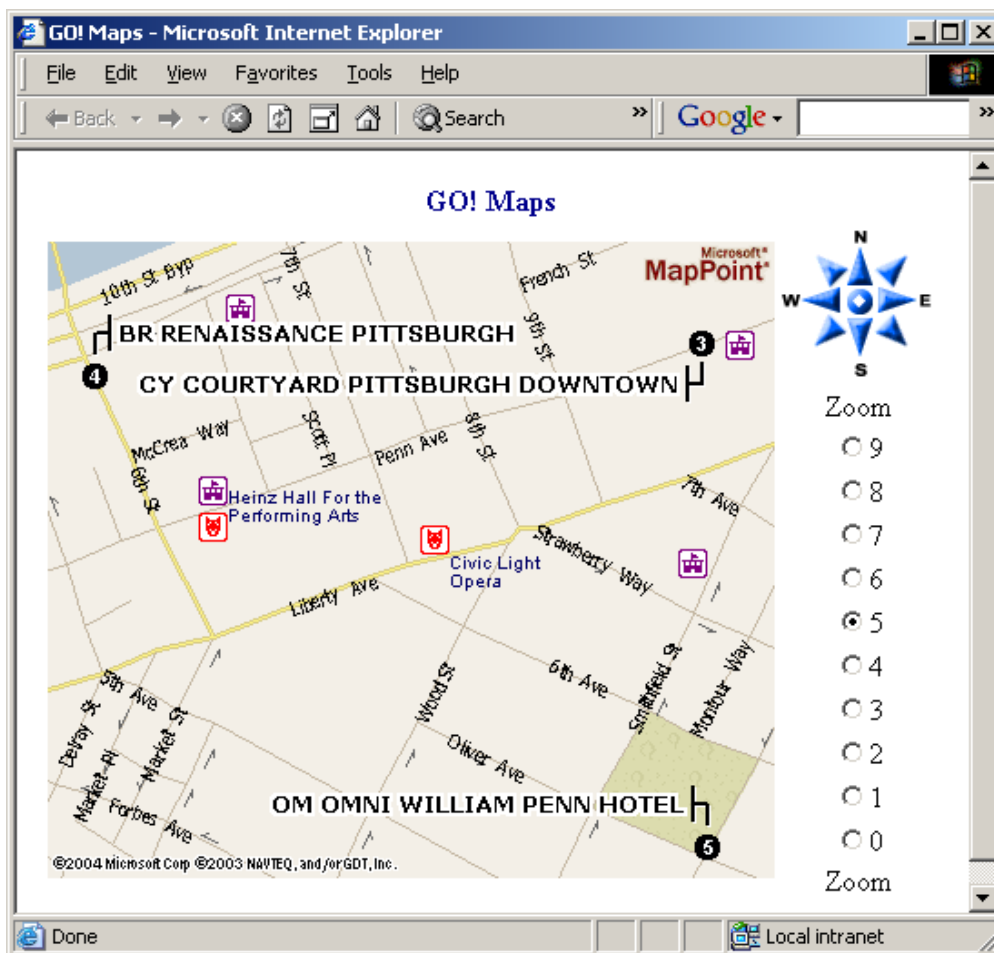 GO! Maps - Microsoft Internet Explorer
File Edit View Favorites Tools Help
Back Search » Google »
GO! Maps
Microsoft®
MapPoint®
10th St Byp
7th St
French St
9th St
BR RENAISSANCE PITTSBURGH
3
4
CY COURTYARD PITTSBURGH DOWNTOWN
McCrea Way
Scott Pl
Penn Ave
8th St
6th St
7th Ave
Heinz Hall For the
Performing Arts
Strawberry Way
Civic Light
Opera
Liberty Ave
6th Ave
Smithfield St
Montour Way
Wood St
5th Ave
Market St
Oliver Ave
Market Pl
Forbes Ave
OM OMNI WILLIAM PENN HOTEL
5
©2004 Microsoft Corp ©2003 NAVTEQ, and/or GDT, Inc.
N
W E
S
Zoom
9
8
7
6
5
4
3
2
1
0
Zoom
Done Local intranet